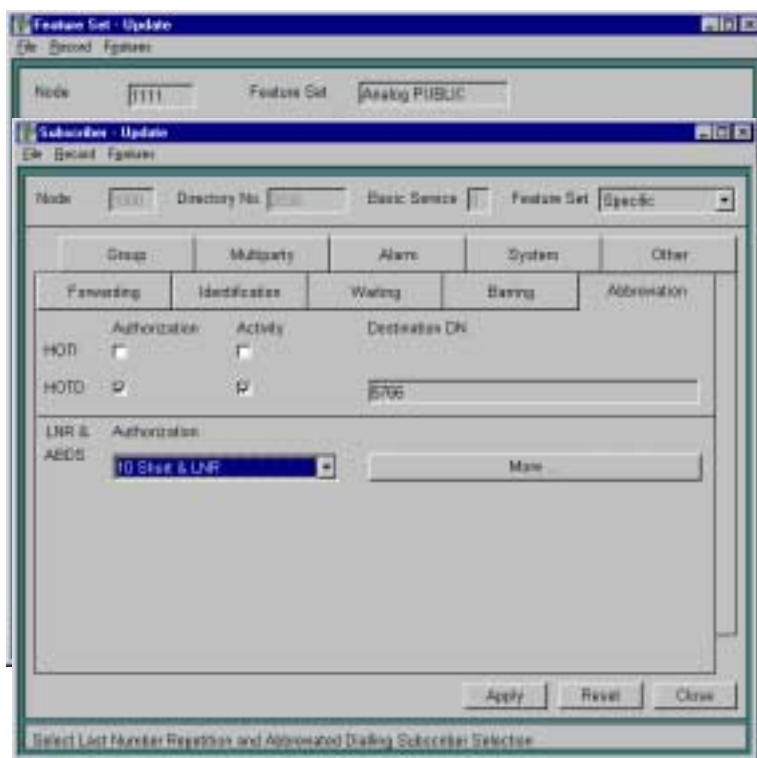 Feature Set - Update
File Record Features
Node 1111 Feature Set Analog PUBLIC
Subscriber - Update
File Record Features
Node Directory No. Basic Service Feature Set Specific
Group Multiparty Alarm System Other
Forwarding Identification Waiting Barring Abbreviation
Authorization Activity Destination DN
HOTI
HOTD 5766
LNR & Authorization
ABDS
10 Short & LNR More ...
Apply Reset Close
Select Last Number Repetition and Abbreviated Dialling Subscriber Selection